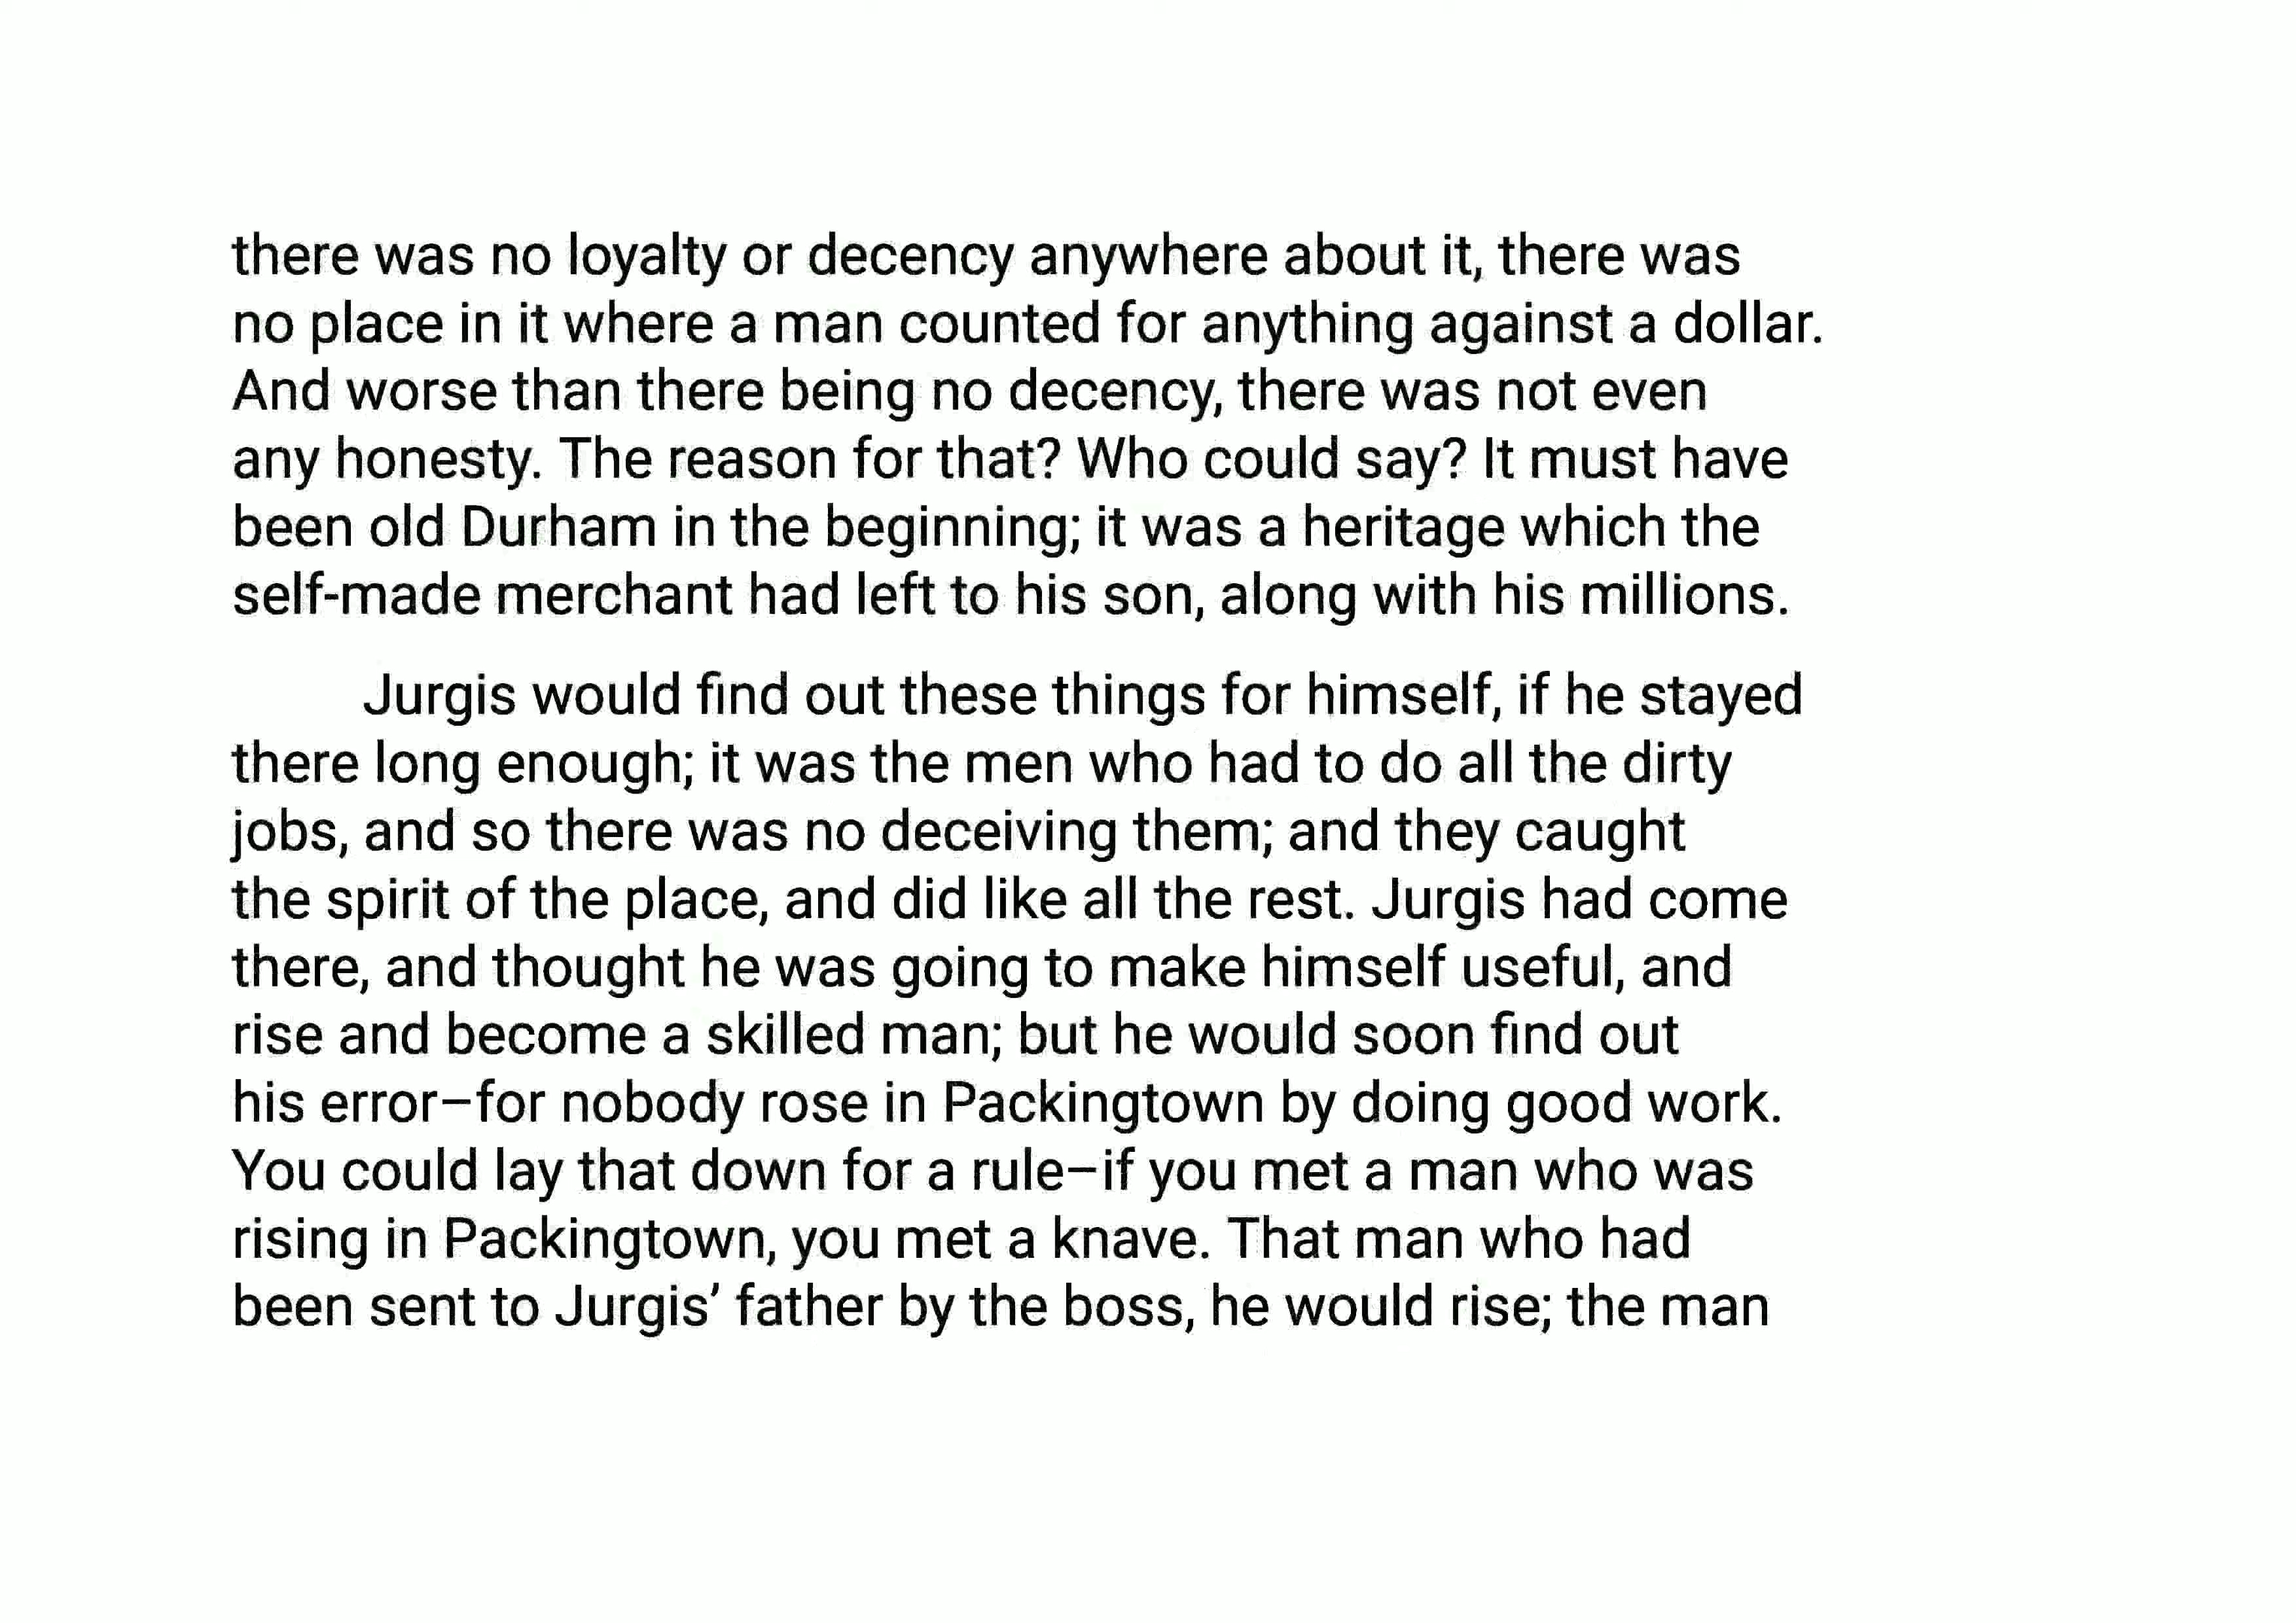 there was no loyalty or decency anywhere about it, there was
no place in it where a man counted for anything against a dollar.
And worse than there being no decency, there was not even
any honesty. The reason for that? Who could say? It must have
been old Durham in the beginning; it was a heritage which the
self-made merchant had left to his son, along with his millions.
Jurgis would find out these things for himself, if he stayed
there long enough; it was the men who had to do all the dirty
jobs, and so there was no deceiving them; and they caught
the spirit of the place, and did like all the rest. Jurgis had come
there, and thought he was going to make himself useful, and
rise and become a skilled man; but he would soon find out
his error–for nobody rose in Packingtown by doing good work.
You could lay that down for a rule–if you met a man who was
rising in Packingtown, you met a knave. That man who had
been sent to Jurgis’ father by the boss, he would rise; the man